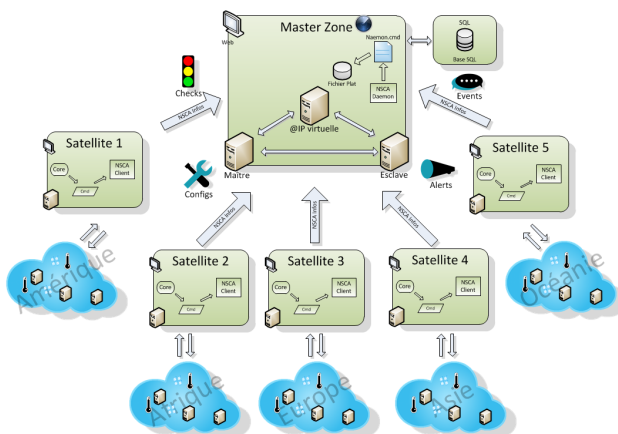 Master Zone
Web
Naemon.cmd
SQL
Base SQL
Fichier Plat
NSCA
Daemon
@IP virtuelle
Maitre
Esclave
Checks
Events
Configs
Alerts
NSCA Infos
NSCA Infos
NSCA Infos
NSCA Infos
NSCA Infos
Satellite 1
Core
Cmd
NSCA
Client
Satellite 5
Core
Cmd
NSCA
Client
Satellite 2
Core
Cmd
NSCA
Client
Satellite 3
Core
Cmd
NSCA
Client
Satellite 4
Core
Cmd
NSCA
Client
Amérique
Océanie
Afrique
Europe
Asie